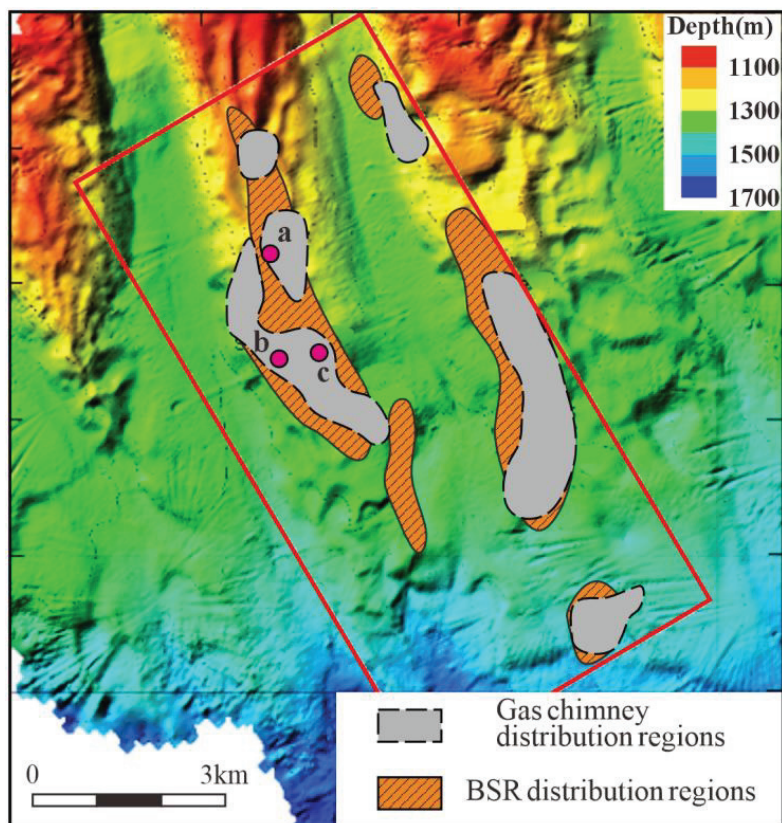 Depth(m)
1100
1300
1500
1700
a
b
c
Gas chimney
distribution regions
BSR distribution regions
0
3km